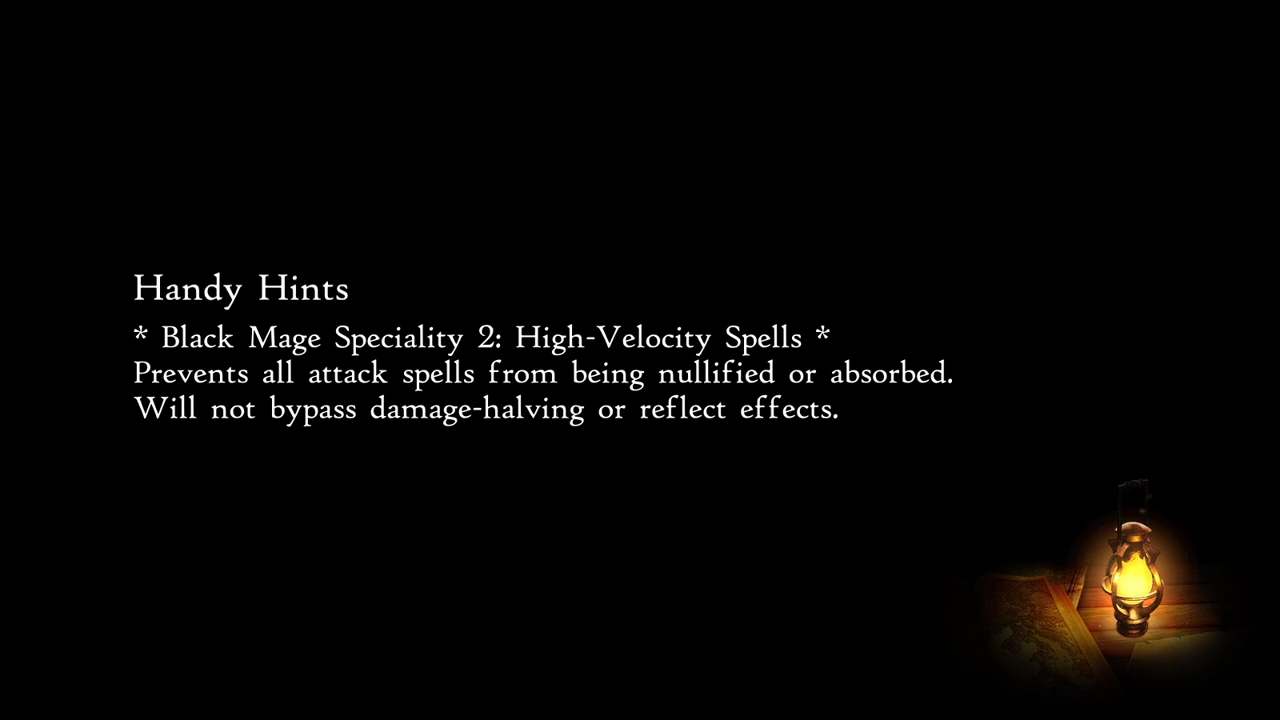 Handy Hints
* Black Mage Speciality 2: High-Velocity Spells *
Prevents all attack spells from being nullified or absorbed.
Will not bypass damage-halving or reflect effects.